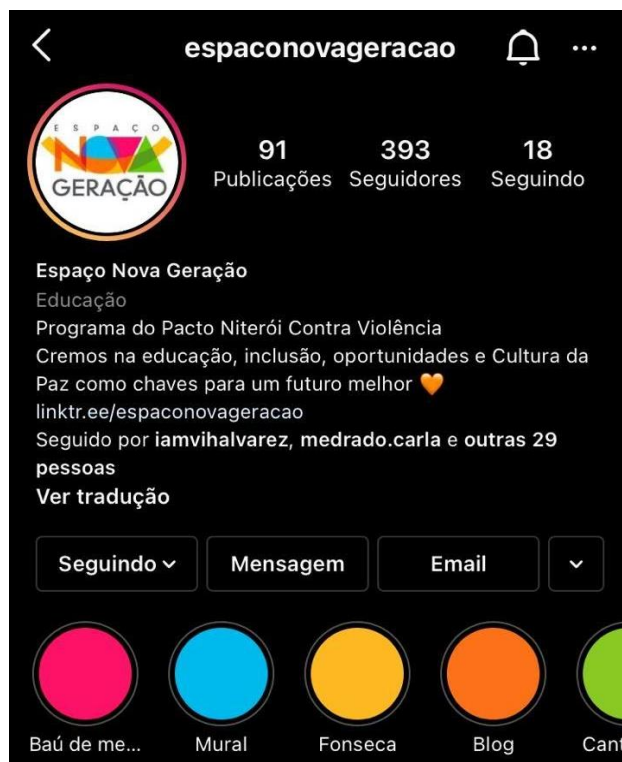 espaconovageracao
ESPAÇO
NOVA
GERAÇÃO
91
Publicações
393
Seguidores
18
Seguindo
Espaço Nova Geração
Educação
Programa do Pacto Niterói Contra Violência
Cremos na educação, inclusão, oportunidades e Cultura da
Paz como chaves para um futuro melhor 🧡
linktr.ee/espaconovageracao
Seguido por iamvihalvarez, medrado.carla e outras 29
pessoas
Ver tradução
Seguindo
Mensagem
Email
Baú de me...
Mural
Fonseca
Blog
Cant